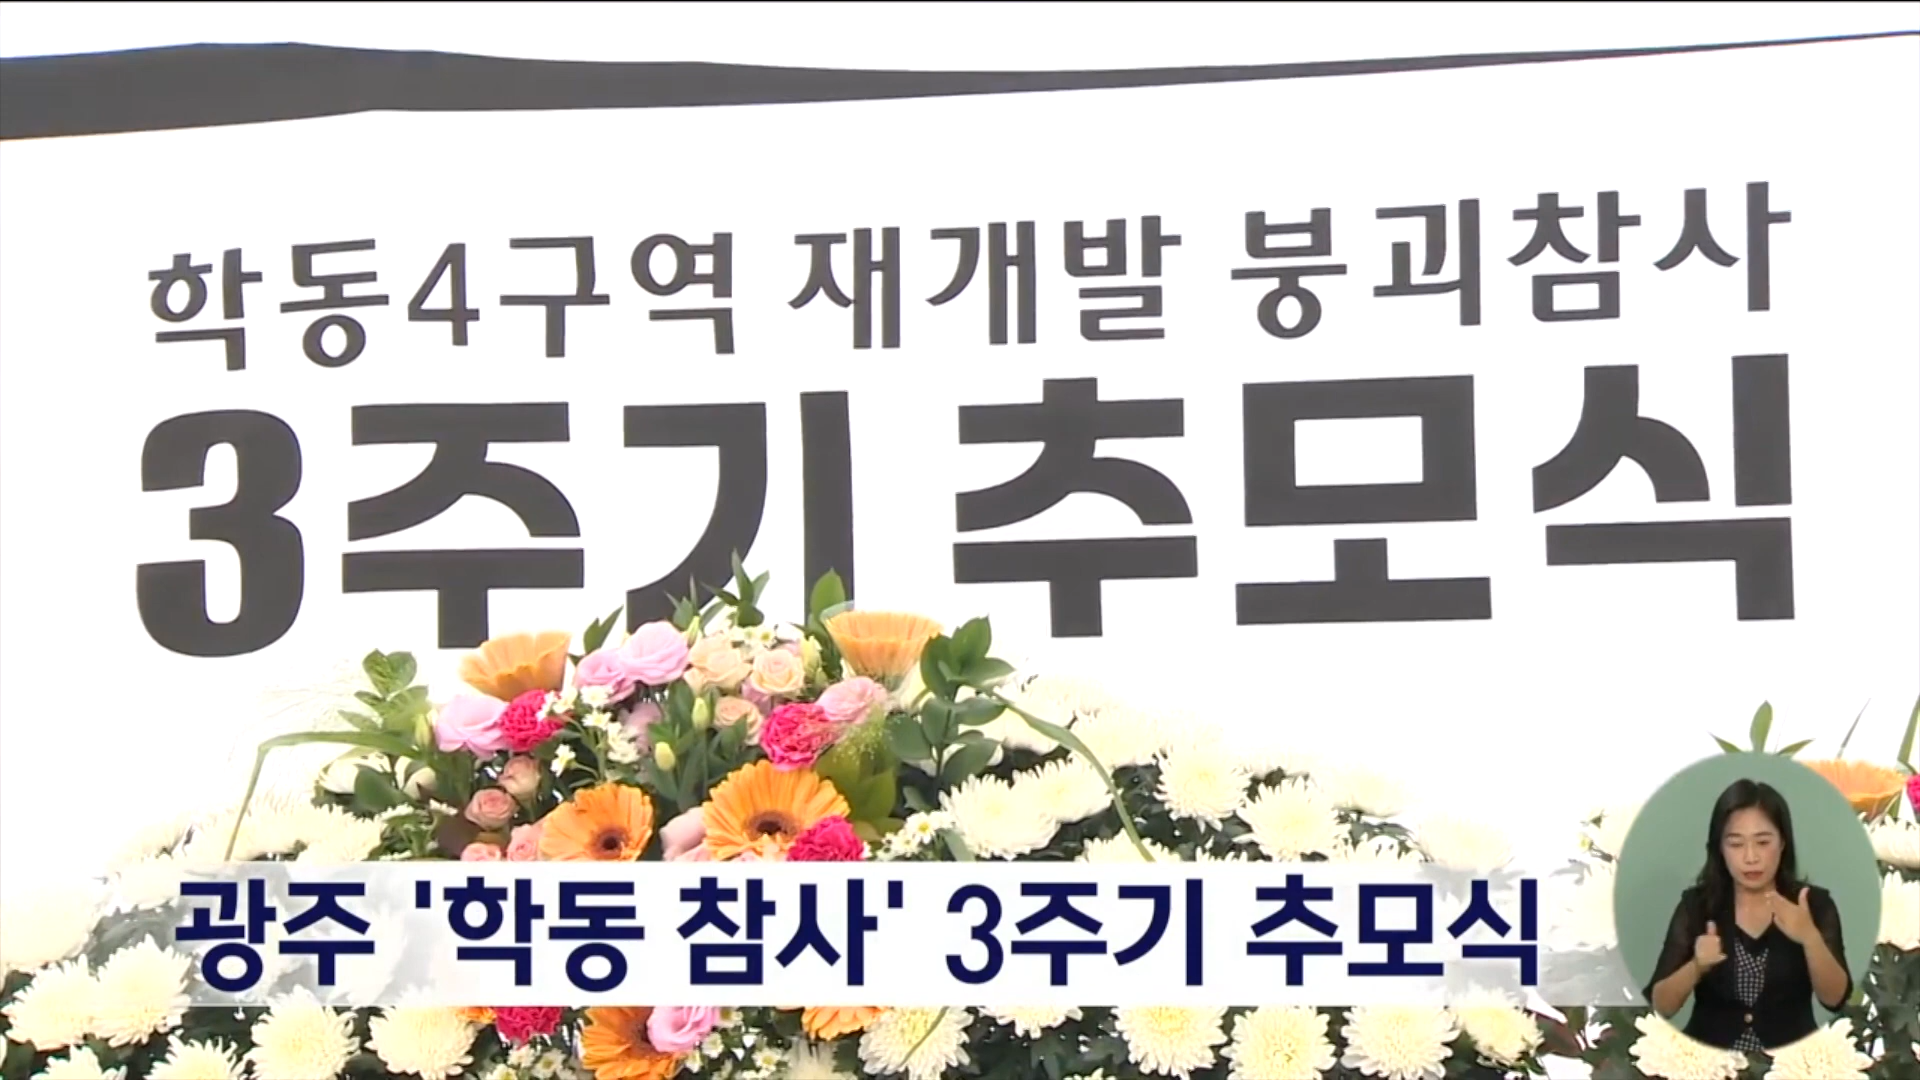 학동4구역 재개발 붕괴참사
3주기 추모식
광주 '학동 참사' 3주기 추모식